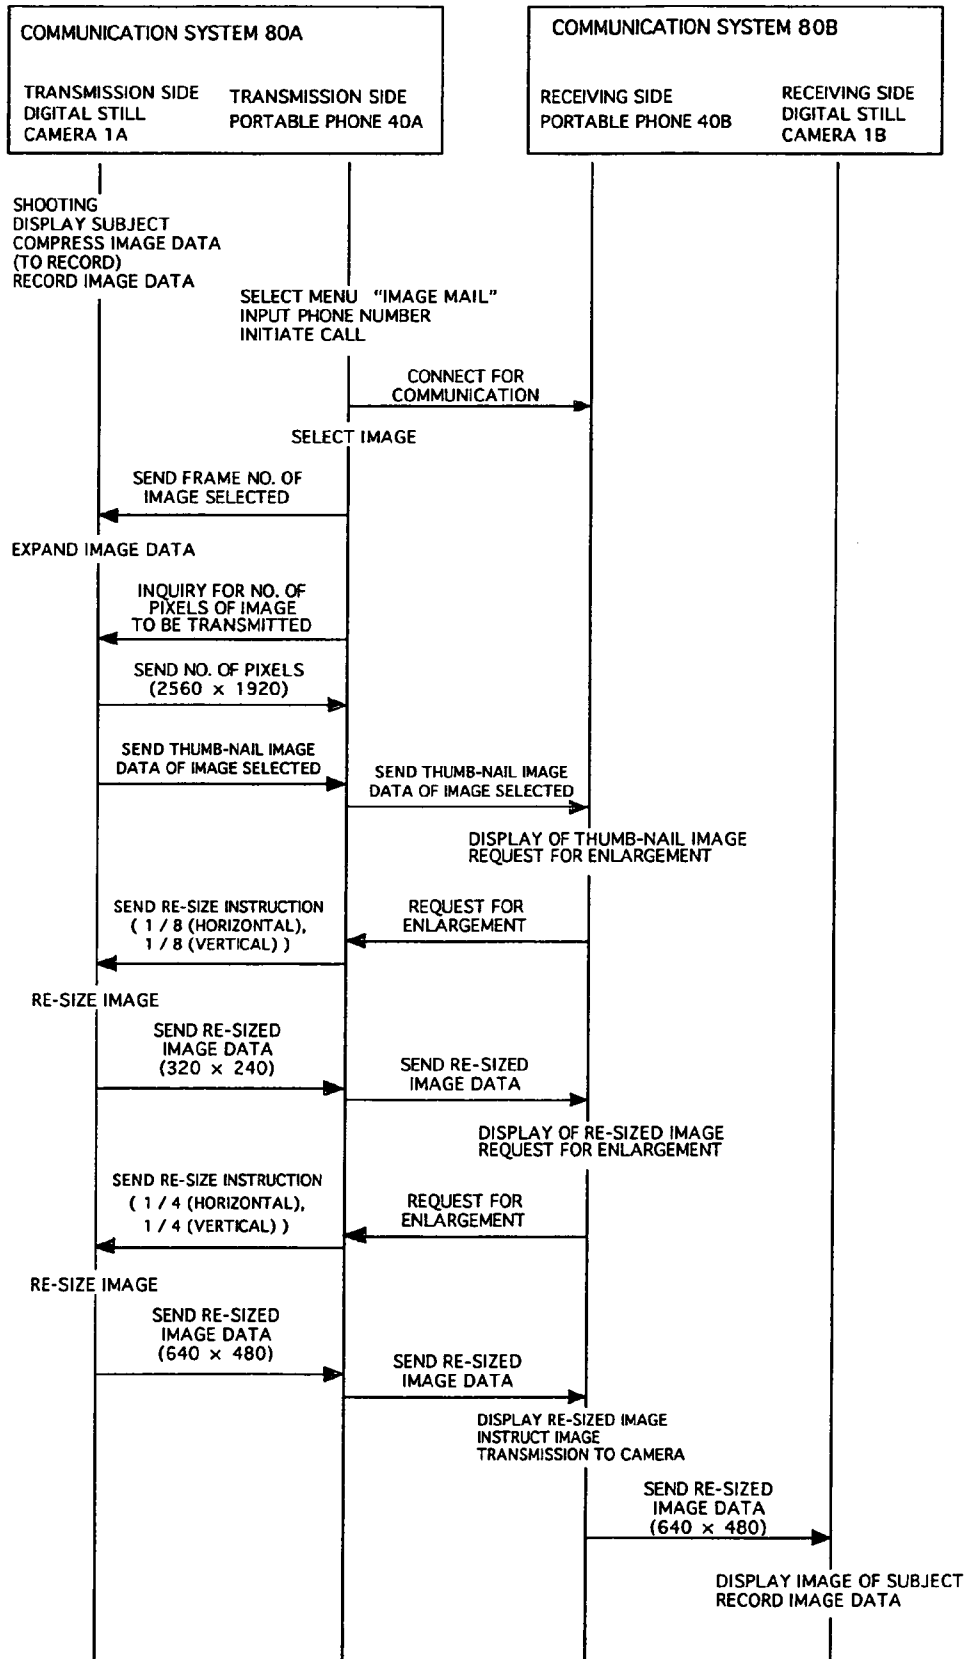 COMMUNICATION SYSTEM 80A
TRANSMISSION SIDE
DIGITAL STILL
CAMERA 1A
TRANSMISSION SIDE
PORTABLE PHONE 40A
COMMUNICATION SYSTEM 80B
RECEIVING SIDE
PORTABLE PHONE 40B
RECEIVING SIDE
DIGITAL STILL
CAMERA 1B
SHOOTING
DISPLAY SUBJECT
COMPRESS IMAGE DATA
(TO RECORD)
RECORD IMAGE DATA
SELECT MENU "IMAGE MAIL"
INPUT PHONE NUMBER
INITIATE CALL
CONNECT FOR
COMMUNICATION
SELECT IMAGE
SEND FRAME NO. OF
IMAGE SELECTED
EXPAND IMAGE DATA
INQUIRY FOR NO. OF
PIXELS OF IMAGE
TO BE TRANSMITTED
SEND NO. OF PIXELS
(2560 × 1920)
SEND THUMB-NAIL IMAGE
DATA OF IMAGE SELECTED
SEND THUMB-NAIL IMAGE
DATA OF IMAGE SELECTED
DISPLAY OF THUMB-NAIL IMAGE
REQUEST FOR ENLARGEMENT
REQUEST FOR
ENLARGEMENT
SEND RE-SIZE INSTRUCTION
( 1 / 8 (HORIZONTAL),
1 / 8 (VERTICAL) )
RE-SIZE IMAGE
SEND RE-SIZED
IMAGE DATA
(320 × 240)
SEND RE-SIZED
IMAGE DATA
DISPLAY OF RE-SIZED IMAGE
REQUEST FOR ENLARGEMENT
REQUEST FOR
ENLARGEMENT
SEND RE-SIZE INSTRUCTION
( 1 / 4 (HORIZONTAL),
1 / 4 (VERTICAL) )
RE-SIZE IMAGE
SEND RE-SIZED
IMAGE DATA
(640 × 480)
SEND RE-SIZED
IMAGE DATA
DISPLAY RE-SIZED IMAGE
INSTRUCT IMAGE
TRANSMISSION TO CAMERA
SEND RE-SIZED
IMAGE DATA
(640 × 480)
DISPLAY IMAGE OF SUBJECT
RECORD IMAGE DATA